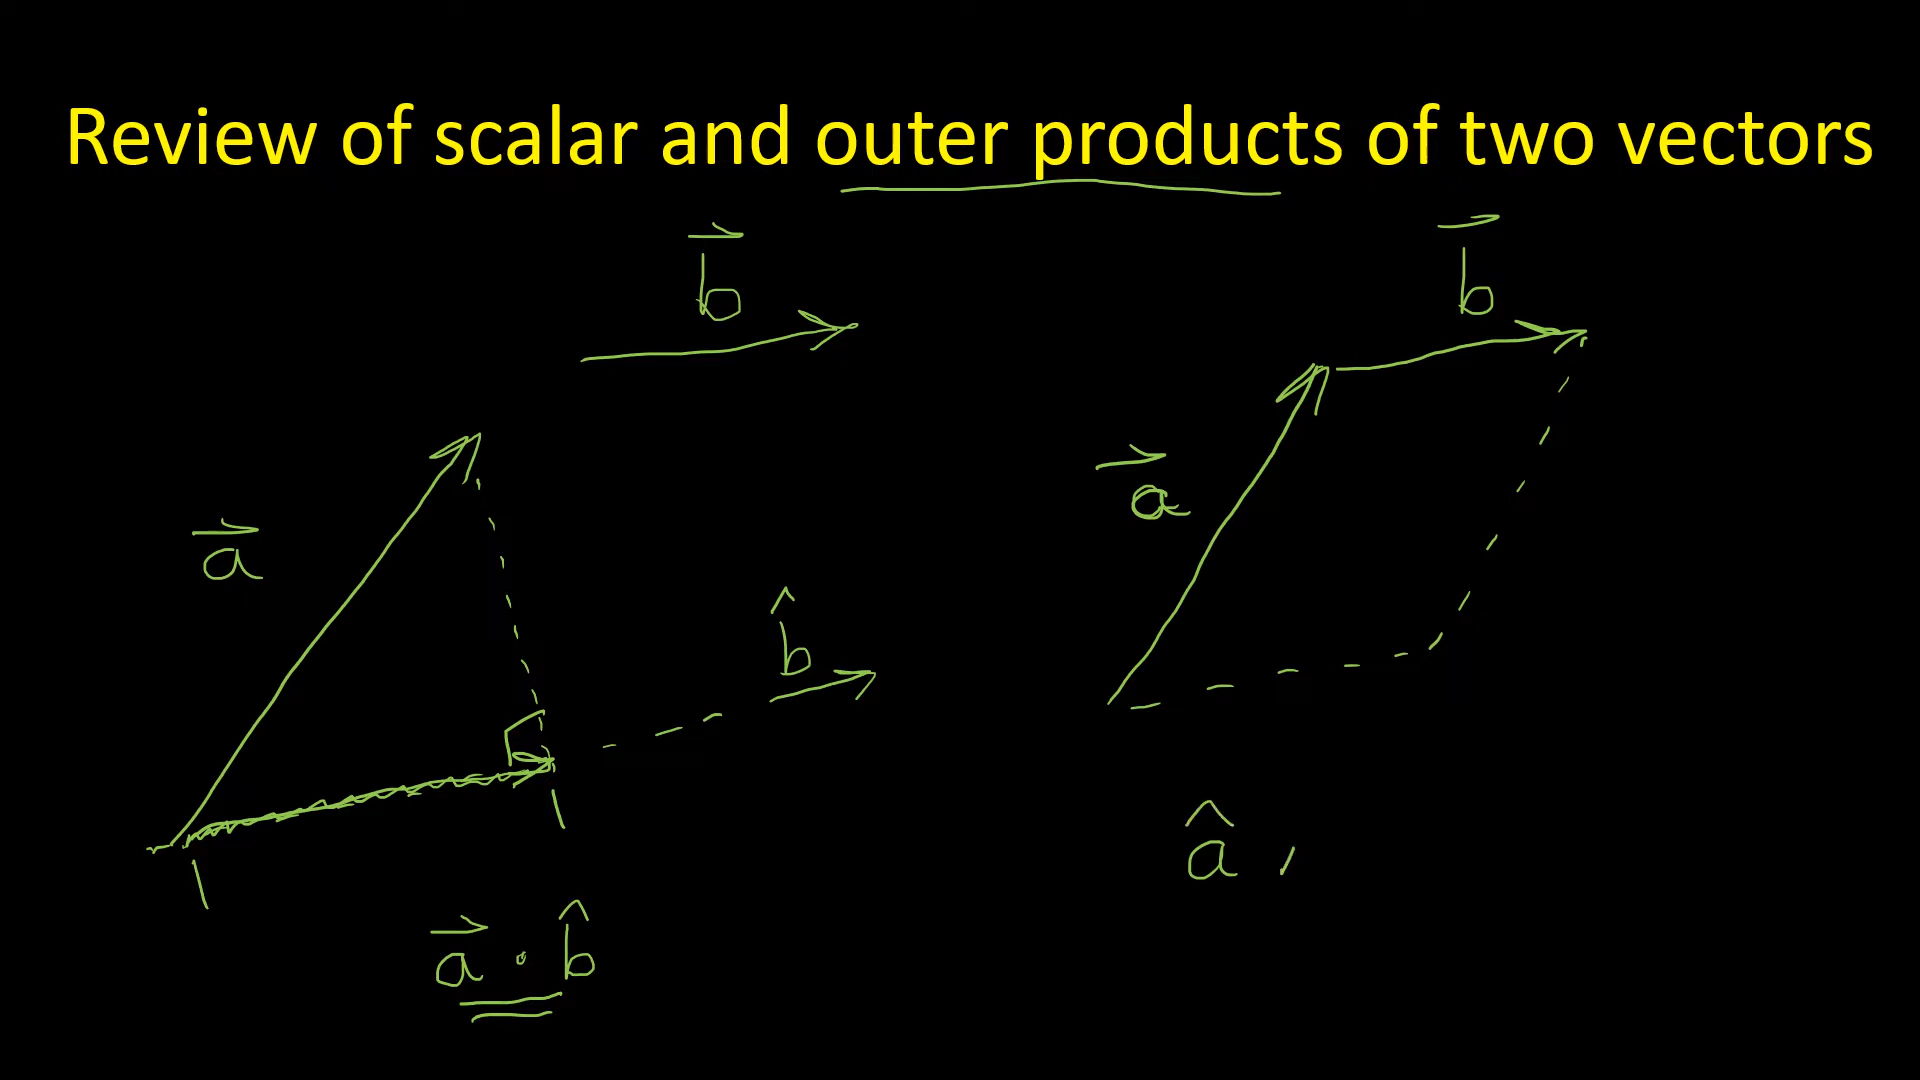 Review of scalar and outer products of two vectors
b⃗
b⃗
a⃗
a⃗
b̂
â
a⃗ · b̂